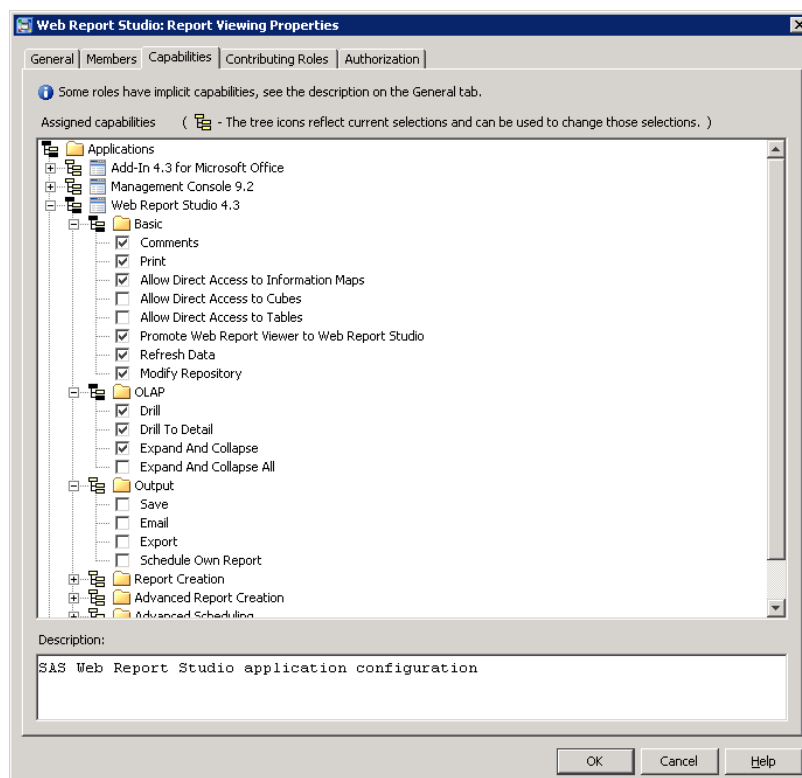 Web Report Studio: Report Viewing Properties
General Members Capabilities Contributing Roles Authorization
Some roles have implicit capabilities, see the description on the General tab.
Assigned capabilities ( - The tree icons reflect current selections and can be used to change those selections. )
Applications
Add-In 4.3 for Microsoft Office
Management Console 9.2
Web Report Studio 4.3
Basic
Comments
Print
Allow Direct Access to Information Maps
Allow Direct Access to Cubes
Allow Direct Access to Tables
Promote Web Report Viewer to Web Report Studio
Refresh Data
Modify Repository
OLAP
Drill
Drill To Detail
Expand And Collapse
Expand And Collapse All
Output
Save
Email
Export
Schedule Own Report
Report Creation
Advanced Report Creation
Advanced Scheduling
Description:
SAS Web Report Studio application configuration
OK Cancel Help